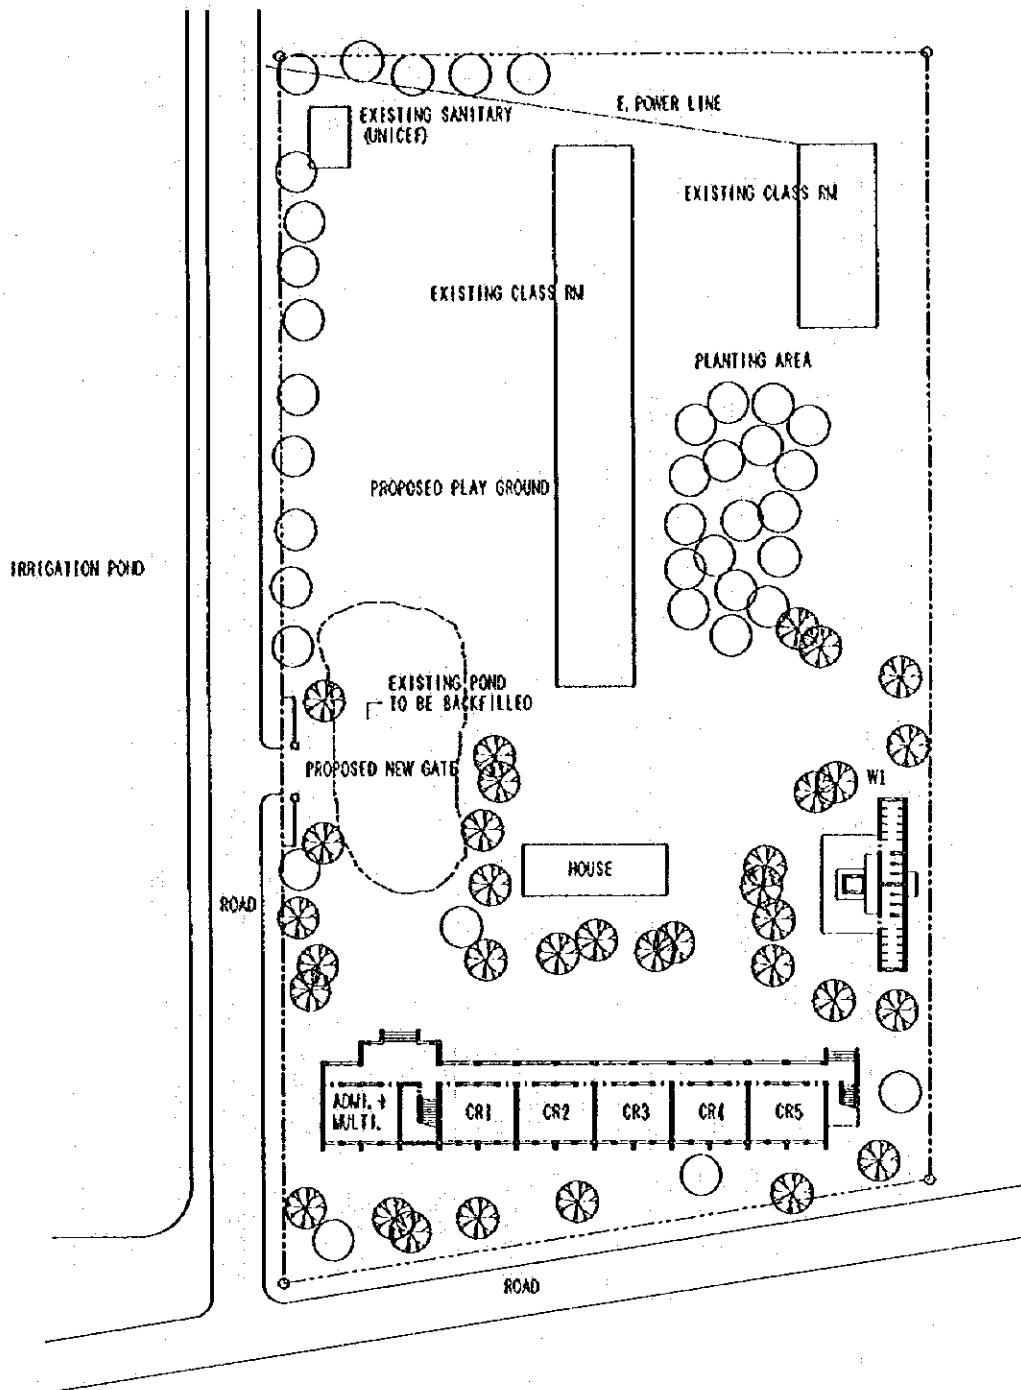 E. POWER LINE
EXISTING SANITARY
(UNICEF)
EXISTING CLASS RM
EXISTING CLASS RM
PLANTING AREA
PROPOSED PLAY GROUND
IRRIGATION POND
EXISTING POND
TO BE BACKFILLED
PROPOSED NEW GATE
W1
HOUSE
ROAD
ADMI. +
MULTI.
CR1
CR2
CR3
CR4
CR5
ROAD